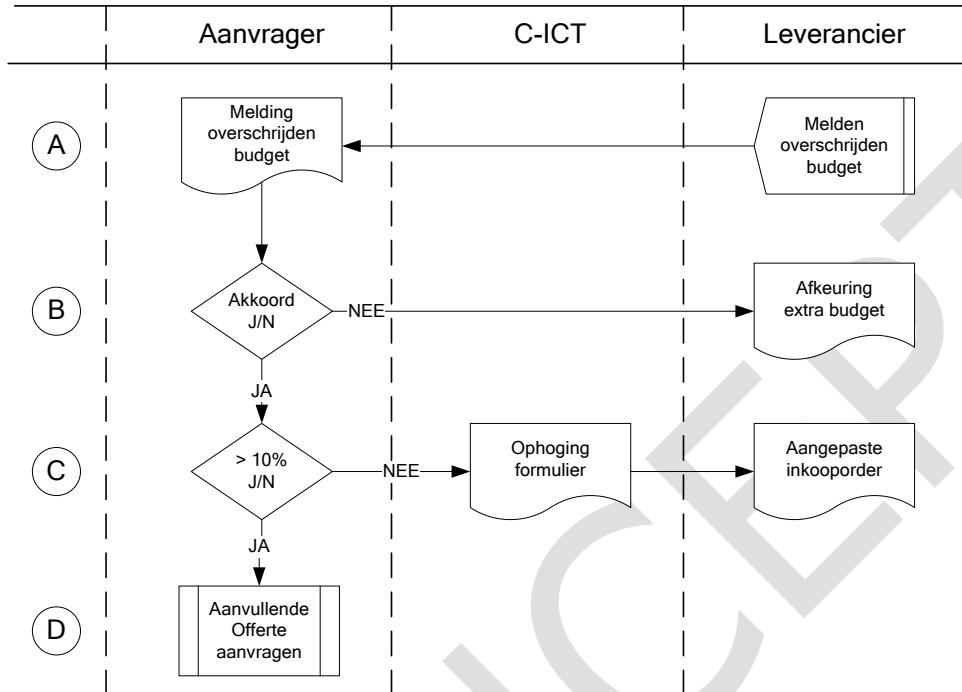 Aanvrager
C-ICT
Leverancier
A
Melding
overschrijden
budget
Melden
overschrijden
budget
B
Akkoord
J/N
NEE
Afkeuring
extra budget
JA
C
> 10%
J/N
NEE
Ophoging
formulier
Aangepaste
inkooporder
JA
D
Aanvullende
Offerte
aanvragen
NCEPT